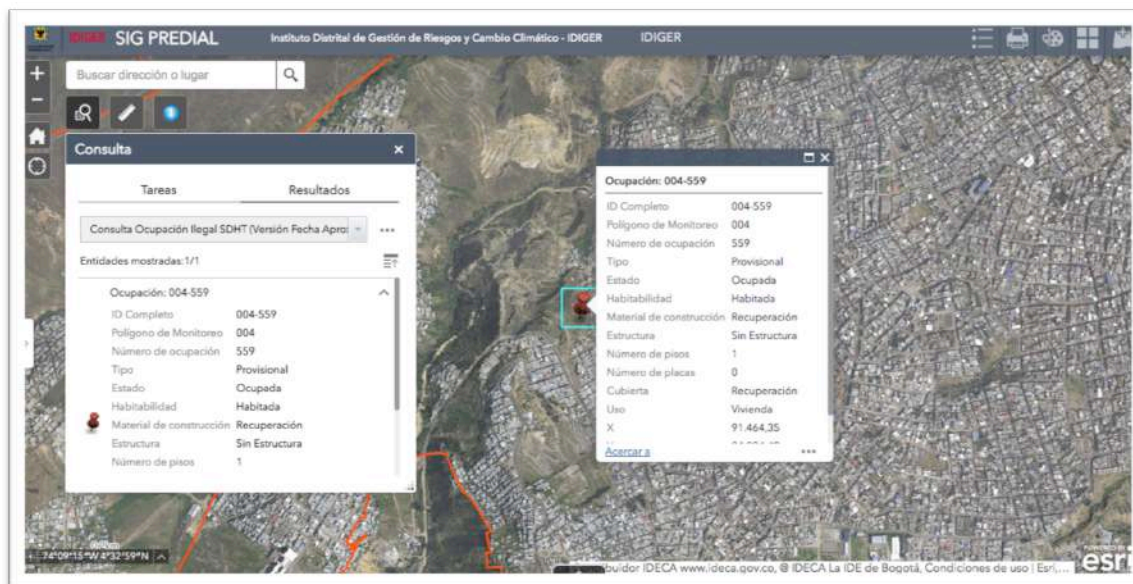 IDIGER SIG PREDIAL Instituto Distrital de Gestión de Riesgos y Cambio Climático - IDIGER IDIGER
Buscar dirección o lugar
Consulta
Tareas Resultados
Consulta Ocupación Ilegal SDHT (Versión Fecha Apro:
Entidades mostradas:1/1
Ocupación: 004-559
ID Completo 004-559
Polígono de Monitoreo 004
Número de ocupación 559
Tipo Provisional
Estado Ocupada
Habitabilidad Habitada
Material de construcción Recuperación
Estructura Sin Estructura
Número de pisos 1
Ocupación: 004-559
ID Completo 004-559
Polígono de Monitoreo 004
Número de ocupación 559
Tipo Provisional
Estado Ocupada
Habitabilidad Habitada
Material de construcción Recuperación
Estructura Sin Estructura
Número de pisos 1
Número de placas 0
Cubierta Recuperación
Uso Vivienda
X 91.464,35
Acercar a
74°09'15"W 4°32'59"N
buidor IDECA www.ideca.gov.co, @ IDECA La IDE de Bogotá, Condiciones de uso | Esri,...
POWERED BY
esri